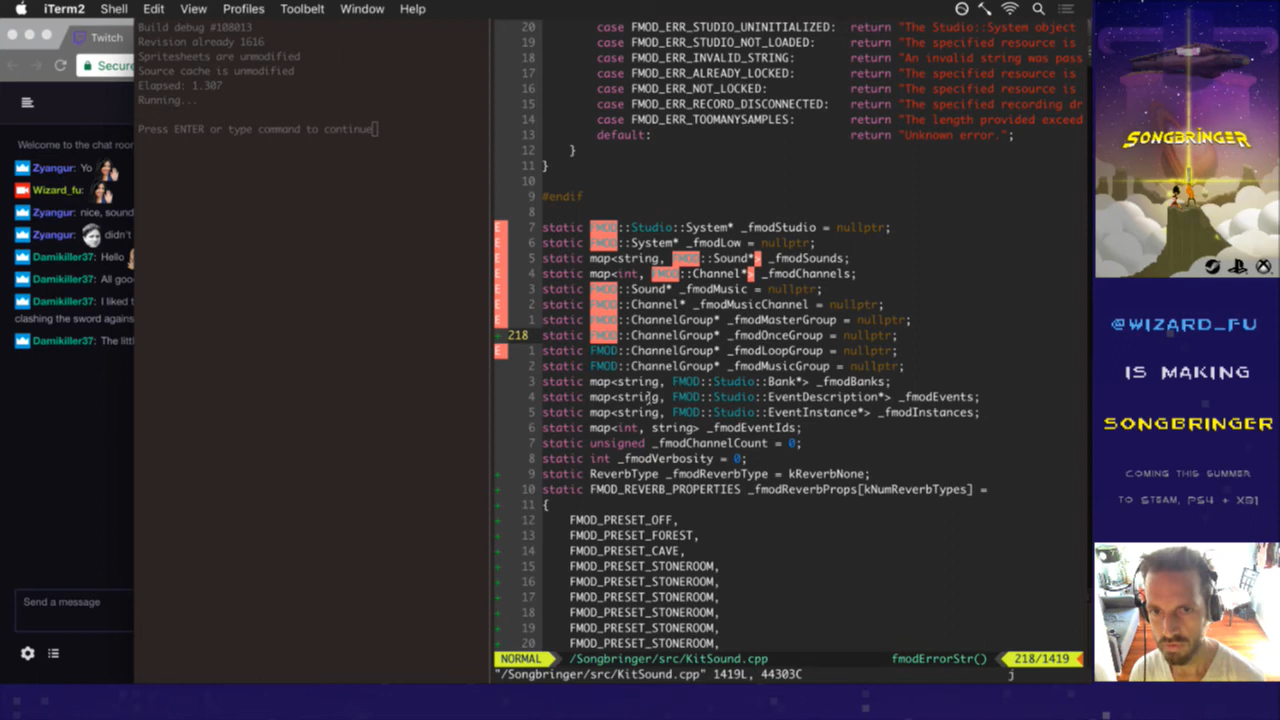 iTerm2 Shell Edit View Profiles Toolbelt Window Help
Twitch
Secure
Welcome to the chat room
Zyangur: Yo
Wizard_fu:
Zyangur: nice, sound
Zyangur: didn't
Damikiller37: Hello
Damikiller37: All goo
Damikiller37: I liked t
clashing the sword against
Damikiller37: The littl
Send a message
Build debug #108013
Revision already 1616
Spritesheets are unmodified
Source cache is unmodified
Elapsed: 1.307
Running...
Press ENTER or type command to continue
20 case FMOD_ERR_STUDIO_UNINITIALIZED: return "The Studio::System object
19 case FMOD_ERR_STUDIO_NOT_LOADED: return "The specified resource is
18 case FMOD_ERR_INVALID_STRING: return "An invalid string was pass
17 case FMOD_ERR_ALREADY_LOCKED: return "The specified resource is
16 case FMOD_ERR_NOT_LOCKED: return "The specified resource is
15 case FMOD_ERR_RECORD_DISCONNECTED: return "The specified recording dr
14 case FMOD_ERR_TOOMANYSAMPLES: return "The length provided exceed
13 default: return "Unknown error.";
12 }
11 }
10
9 #endif
8
E 7 static FMOD::Studio::System* _fmodStudio = nullptr;
E 6 static FMOD::System* _fmodLow = nullptr;
E 5 static map<string, FMOD::Sound*> _fmodSounds;
E 4 static map<int, FMOD::Channel*> _fmodChannels;
E 3 static FMOD::Sound* _fmodMusic = nullptr;
E 2 static FMOD::Channel* _fmodMusicChannel = nullptr;
E 1 static FMOD::ChannelGroup* _fmodMasterGroup = nullptr;
+ 218 static FMOD::ChannelGroup* _fmodOnceGroup = nullptr;
E 1 static FMOD::ChannelGroup* _fmodLoopGroup = nullptr;
2 static FMOD::ChannelGroup* _fmodMusicGroup = nullptr;
3 static map<string, FMOD::Studio::Bank*> _fmodBanks;
4 static map<string, FMOD::Studio::EventDescription*> _fmodEvents;
5 static map<string, FMOD::Studio::EventInstance*> _fmodInstances;
6 static map<int, string> _fmodEventIds;
7 static unsigned _fmodChannelCount = 0;
8 static int _fmodVerbosity = 0;
+ 9 static ReverbType _fmodReverbType = kReverbNone;
+ 10 static FMOD_REVERB_PROPERTIES _fmodReverbProps[kNumReverbTypes] =
+ 11 {
+ 12 FMOD_PRESET_OFF,
+ 13 FMOD_PRESET_FOREST,
+ 14 FMOD_PRESET_CAVE,
+ 15 FMOD_PRESET_STONEROOM,
+ 16 FMOD_PRESET_STONEROOM,
+ 17 FMOD_PRESET_STONEROOM,
+ 18 FMOD_PRESET_STONEROOM,
+ 19 FMOD_PRESET_STONEROOM,
+ 20 FMOD_PRESET_STONEROOM,
NORMAL /Songbringer/src/KitSound.cpp fmodErrorStr() 218/1419
"/Songbringer/src/KitSound.cpp" 1419L, 44303C j
SONGBRINGER
@WIZARD_FU
IS MAKING
SONGBRINGER
COMING THIS SUMMER
TO STEAM, PS4 + XB1